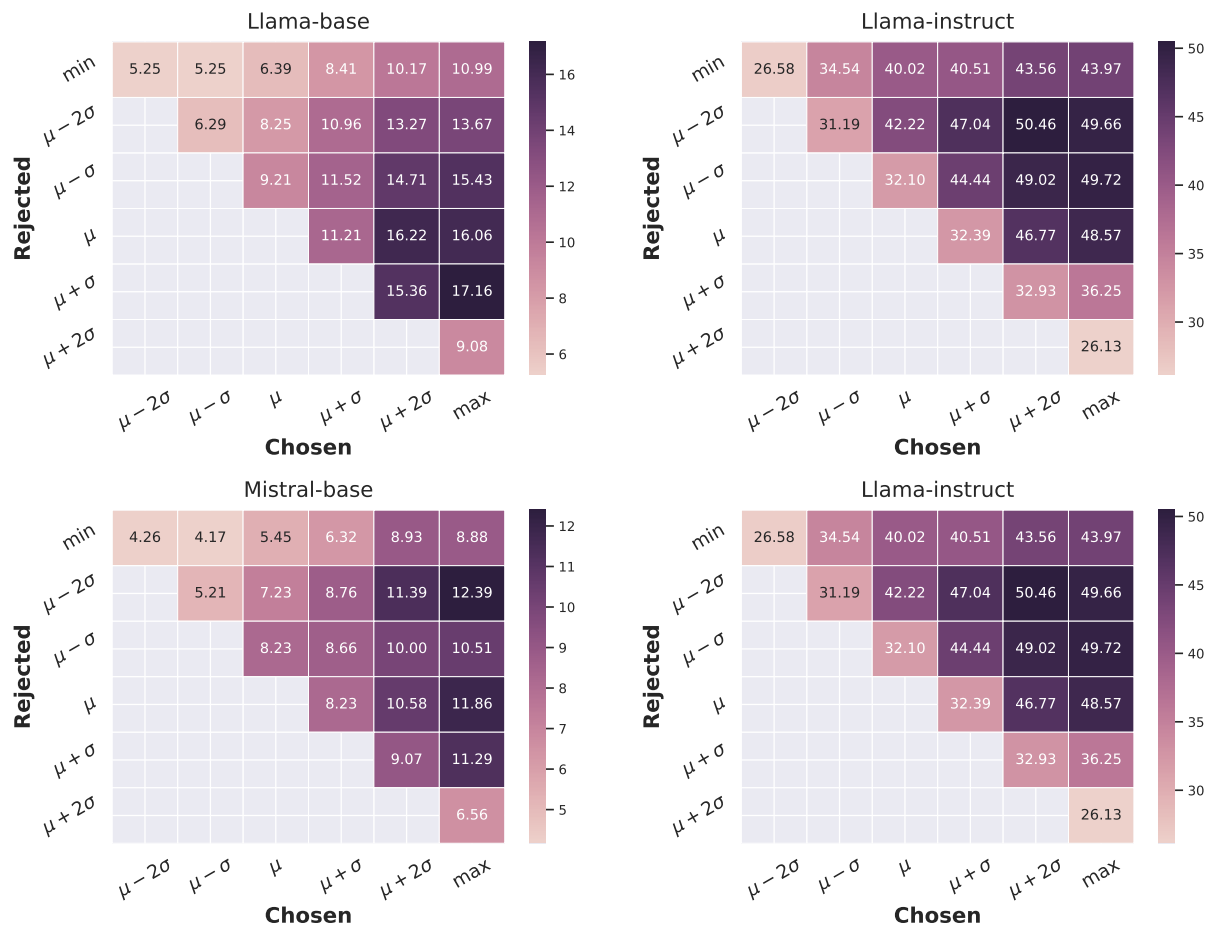 Llama-base
Rejected
min 5.25 5.25 6.39 8.41 10.17 10.99
μ − 2σ 6.29 8.25 10.96 13.27 13.67
μ − σ 9.21 11.52 14.71 15.43
μ 11.21 16.22 16.06
μ + σ 15.36 17.16
μ + 2σ 9.08
μ − 2σ μ − σ μ μ + σ μ + 2σ max
Chosen
16
14
12
10
8
6
Llama-instruct
Rejected
min 26.58 34.54 40.02 40.51 43.56 43.97
μ − 2σ 31.19 42.22 47.04 50.46 49.66
μ − σ 32.10 44.44 49.02 49.72
μ 32.39 46.77 48.57
μ + σ 32.93 36.25
μ + 2σ 26.13
μ − 2σ μ − σ μ μ + σ μ + 2σ max
Chosen
50
45
40
35
30
Mistral-base
Rejected
min 4.26 4.17 5.45 6.32 8.93 8.88
μ − 2σ 5.21 7.23 8.76 11.39 12.39
μ − σ 8.23 8.66 10.00 10.51
μ 8.23 10.58 11.86
μ + σ 9.07 11.29
μ + 2σ 6.56
μ − 2σ μ − σ μ μ + σ μ + 2σ max
Chosen
12
11
10
9
8
7
6
5
Llama-instruct
Rejected
min 26.58 34.54 40.02 40.51 43.56 43.97
μ − 2σ 31.19 42.22 47.04 50.46 49.66
μ − σ 32.10 44.44 49.02 49.72
μ 32.39 46.77 48.57
μ + σ 32.93 36.25
μ + 2σ 26.13
μ − 2σ μ − σ μ μ + σ μ + 2σ max
Chosen
50
45
40
35
30